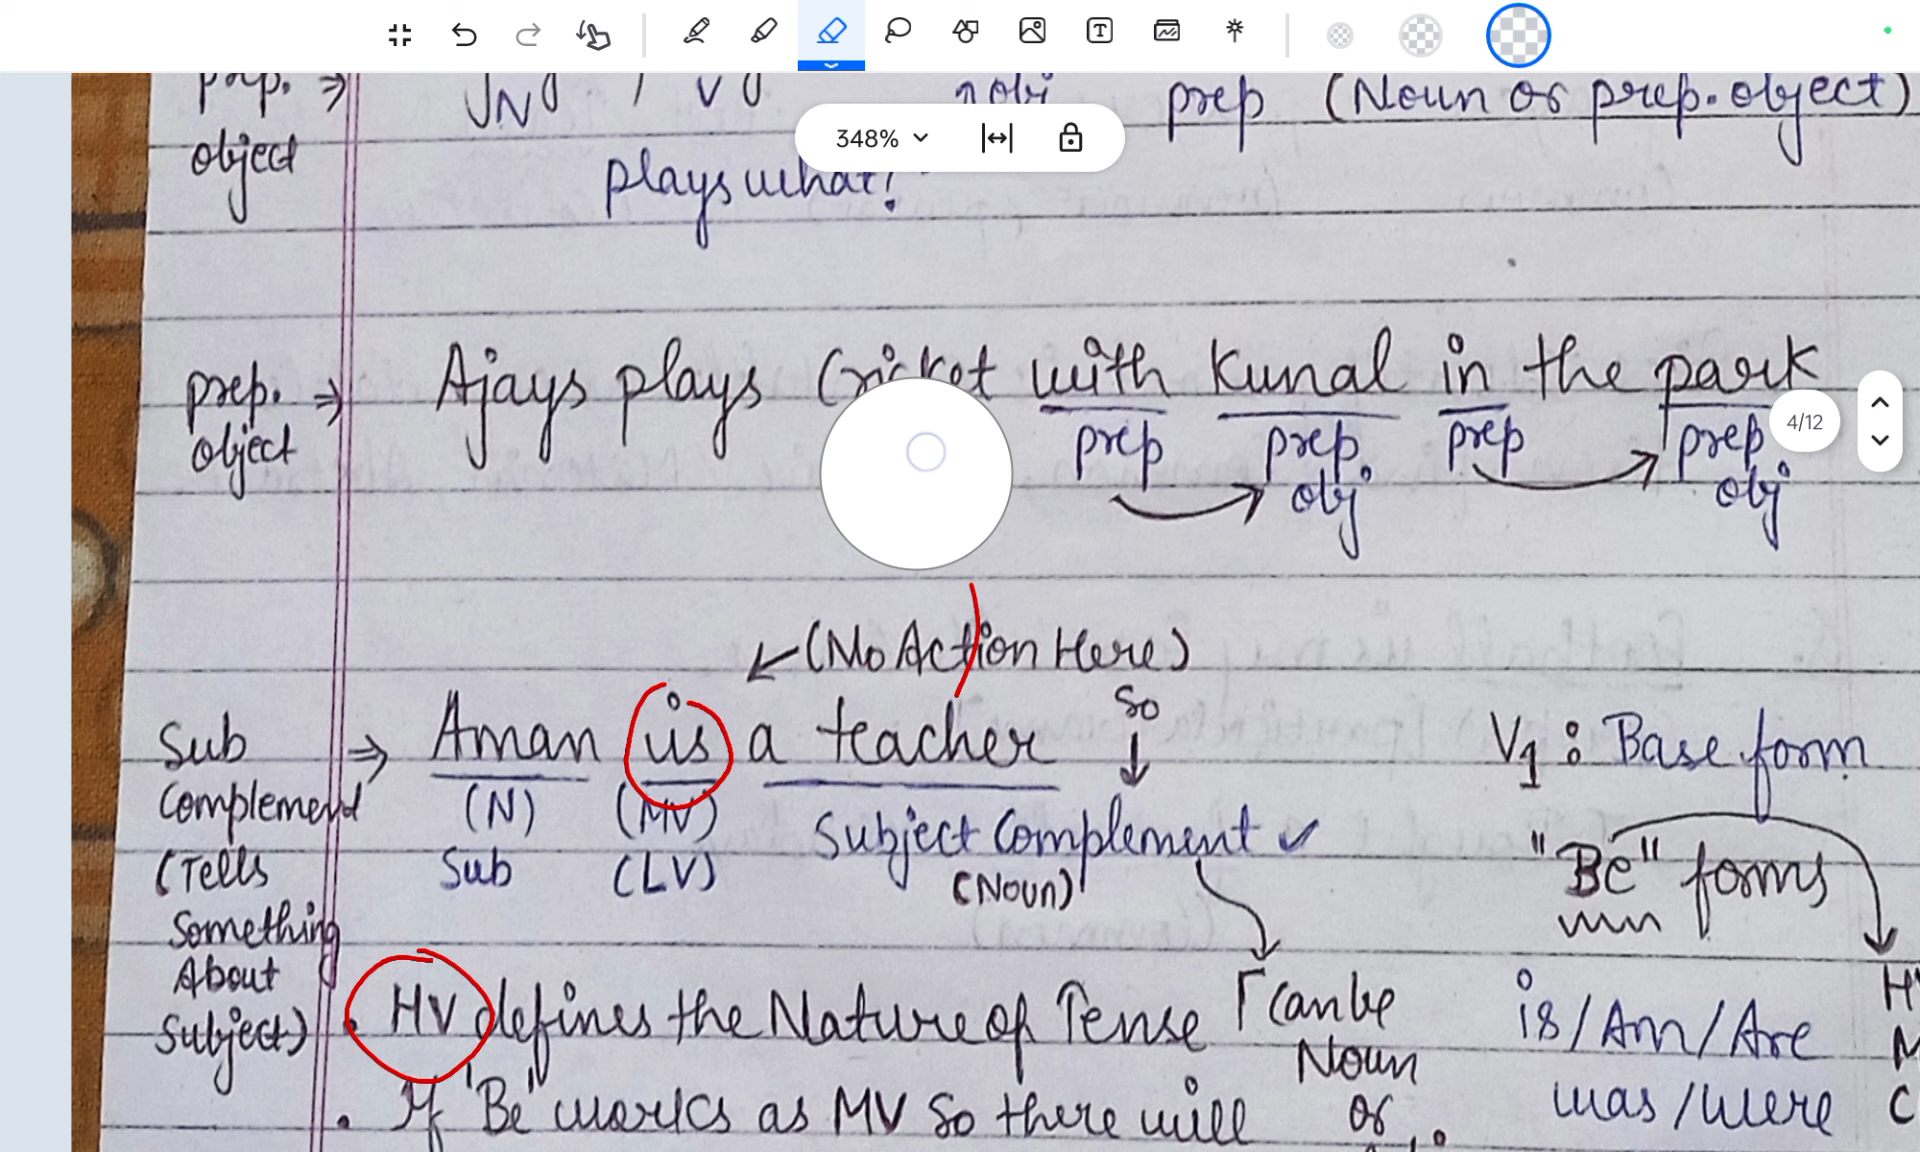 348%
prep. ⇒
object
prep (Noun or prep. object)
plays what?
prep. ⇒ Ajays plays Cricket with Kunal in the park
object
prep prep. prep prep
obj obj
4/12
(No Action Here)
so
Sub ⇒ Aman is a teacher
V1 : Base form
Complement (N) (MV) Subject Complement
(Tells Sub (LV) (Noun)
"Be" forms
Something
About
Subject)
. HV defines the Nature of Tense
can be
Noun
or
is/Am/Are
was/were
. If 'Be' works as MV so there will